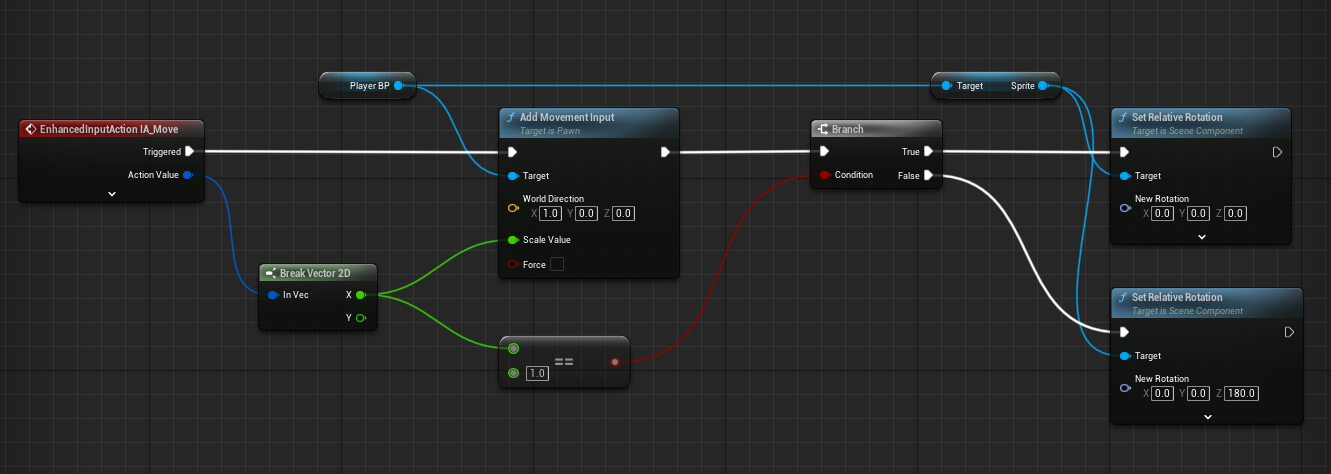 Player BP
Target Sprite
EnhancedInputAction IA_Move
Triggered
Action Value
Add Movement Input
Target is Pawn
Target
World Direction
X 1.0 Y 0.0 Z 0.0
Scale Value
Force
Branch
True
Condition False
Set Relative Rotation
Target is Scene Component
Target
New Rotation
X 0.0 Y 0.0 Z 0.0
Break Vector 2D
In Vec X
Y
==
1.0
Set Relative Rotation
Target is Scene Component
Target
New Rotation
X 0.0 Y 0.0 Z 180.0